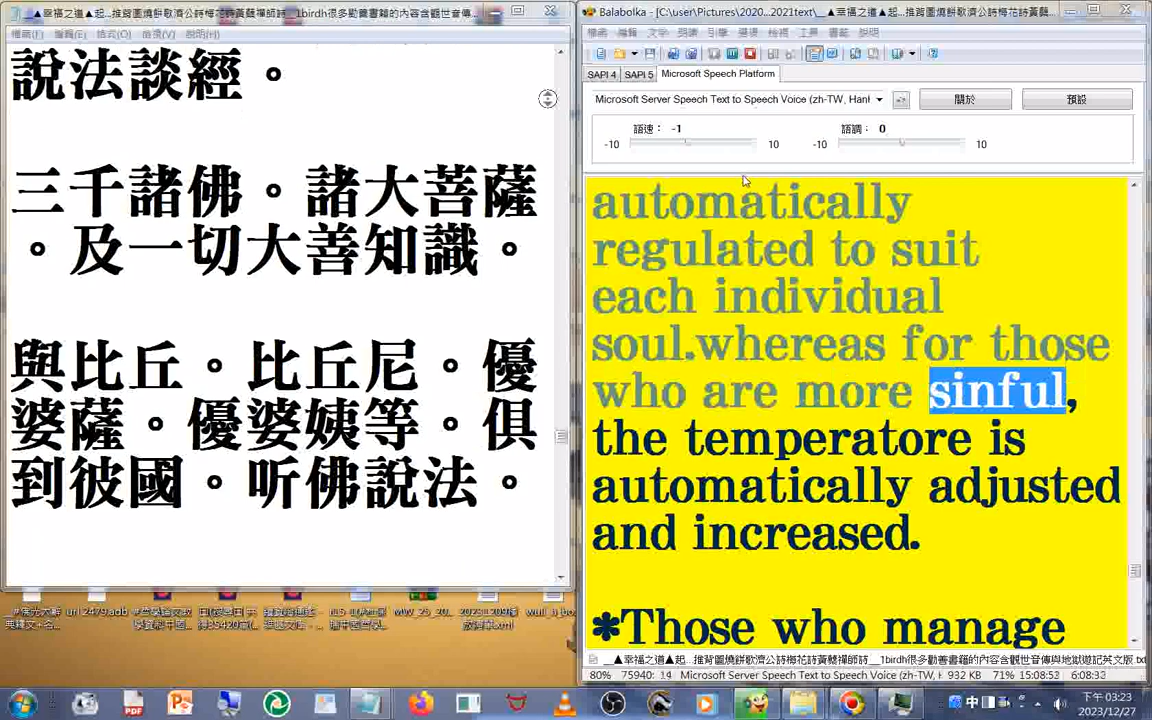 說法談經。
三千諸佛。諸大菩薩
。及一切大善知識。
與比丘。比丘尼。優
婆薩。優婆姨等。俱
到彼國。听佛說法。
Balabolka - [C:\user\Pictures\2020...2021text\
SAPI 4 SAPI 5 Microsoft Speech Platform
Microsoft Server Speech Text to Speech Voice (zh-TW, Hanl
關於 預設
語速: -1 語調: 0
-10 10 -10 10
automatically
regulated to suit
each individual
soul.whereas for those
who are more sinful,
the temperatore is
automatically adjusted
and increased.
*Those who manage
80% 75940: 14 Microsoft Server Speech Text to Speech Voice (zh-TW, H 932 KB 71% 15:08:53 6:08:33
下午 03:23
2023/12/27